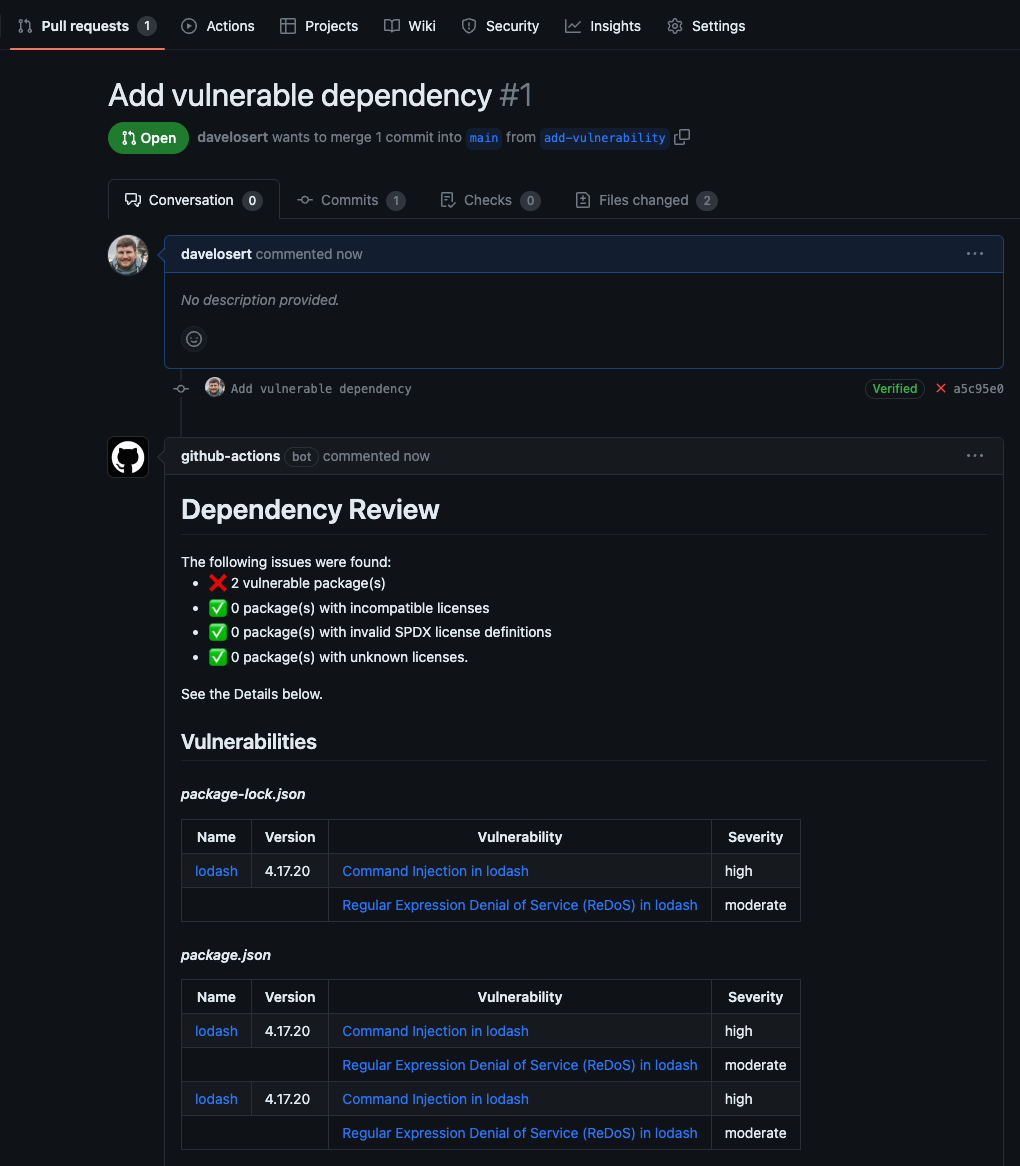 Pull requests 1 Actions Projects Wiki Security Insights Settings
Add vulnerable dependency #1
Open davelosert wants to merge 1 commit into main from add-vulnerability
Conversation 0 Commits 1 Checks 0 Files changed 2
davelosert commented now ...
No description provided.
Add vulnerable dependency Verified a5c95e0
github-actions bot commented now ...
Dependency Review
The following issues were found:
• ❌ 2 vulnerable package(s)
• ✅ 0 package(s) with incompatible licenses
• ✅ 0 package(s) with invalid SPDX license definitions
• ✅ 0 package(s) with unknown licenses.
See the Details below.
Vulnerabilities
package-lock.json
Name Version Vulnerability Severity
lodash 4.17.20 Command Injection in lodash high
Regular Expression Denial of Service (ReDoS) in lodash moderate
package.json
Name Version Vulnerability Severity
lodash 4.17.20 Command Injection in lodash high
Regular Expression Denial of Service (ReDoS) in lodash moderate
lodash 4.17.20 Command Injection in lodash high
Regular Expression Denial of Service (ReDoS) in lodash moderate